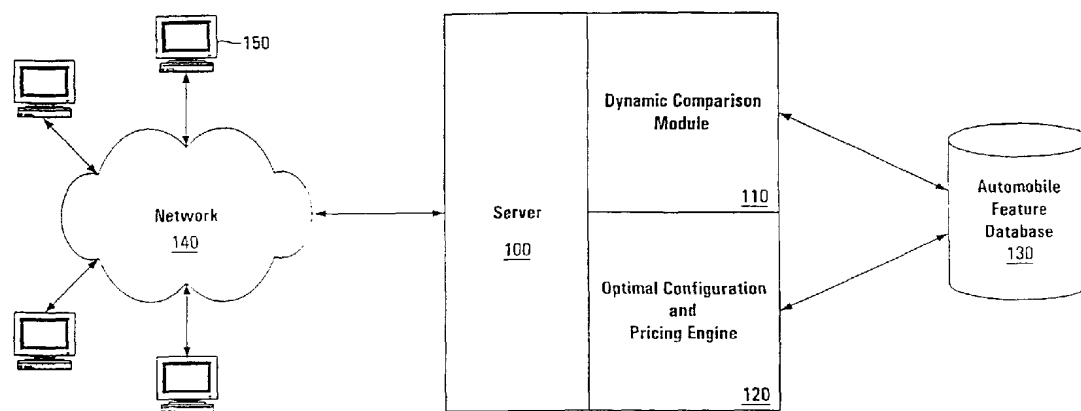 150
Network
140
Server
100
Dynamic Comparison
Module
110
Optimal Configuration
and
Pricing Engine
120
Automobile
Feature
Database
130